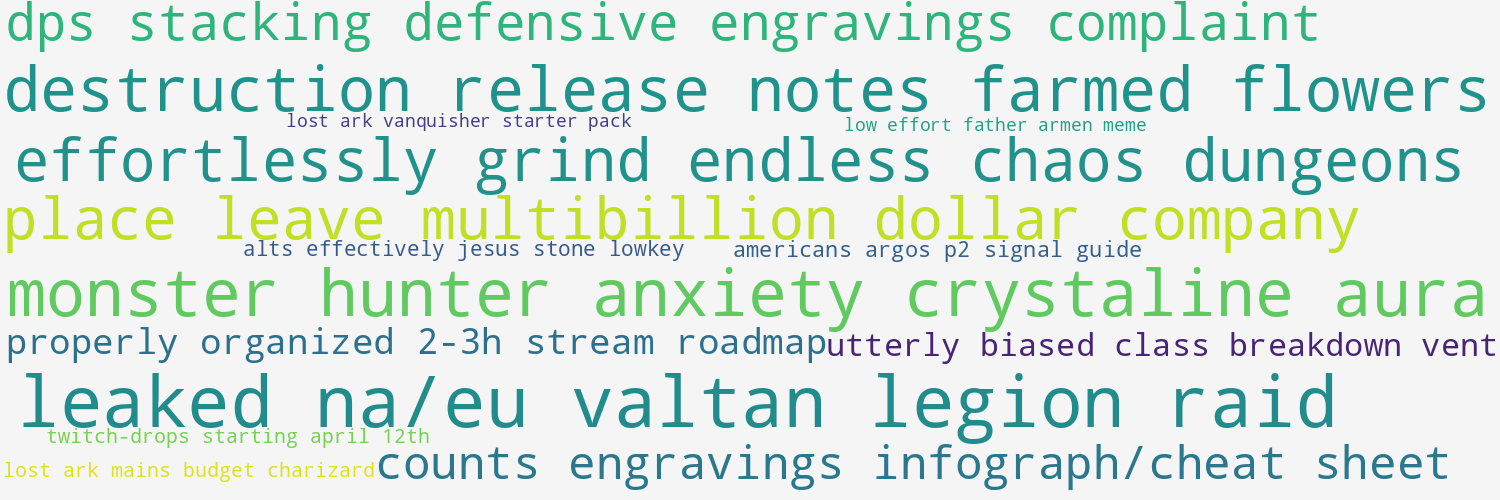 dps stacking defensive engravings complaint
destruction release notes farmed flowers
lost ark vanquisher starter pack
low effort father armen meme
effortlessly grind endless chaos dungeons
place leave multibillion dollar company
alts effectively jesus stone lowkey
americans argos p2 signal guide
monster hunter anxiety crystaline aura
properly organized 2-3h stream roadmap
utterly biased class breakdown vent
leaked na/eu valtan legion raid
twitch-drops starting april 12th
lost ark mains budget charizard
counts engravings infograph/cheat sheet